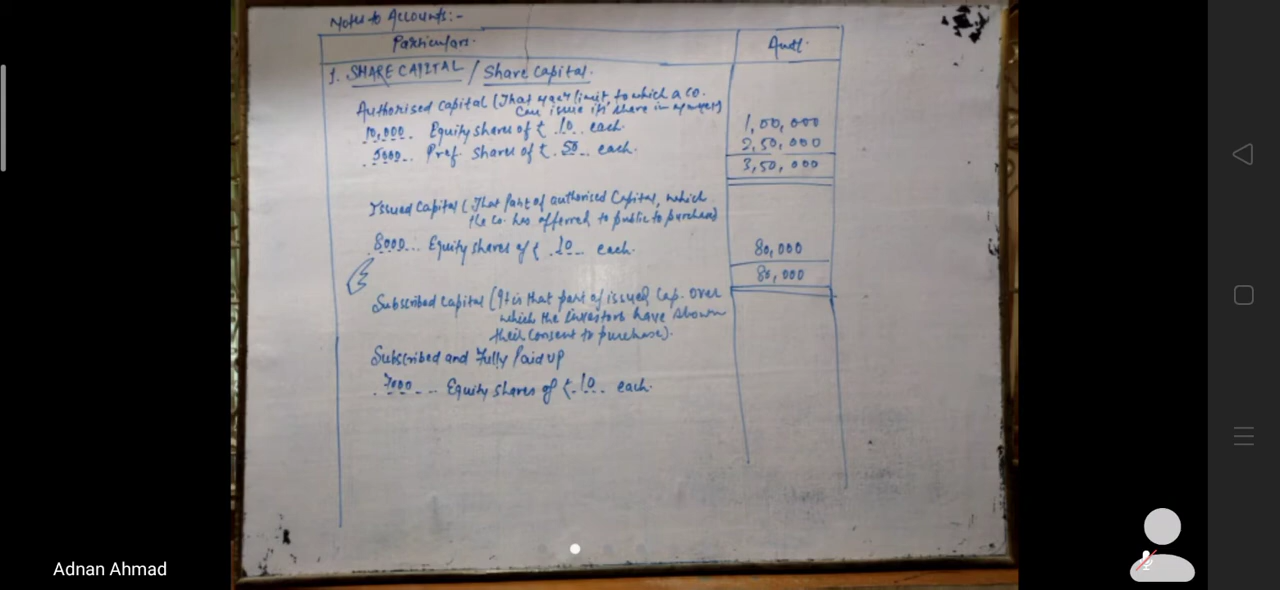 Notes to Accounts:-
Particulars. Amt.
1. SHARE CAPITAL / Share Capital.
Authorised Capital (That max limit, to which a co.
can issue its share in
10,000 Equity shares of ₹ 10 each. 1,00,000
5000 Pref. Shares of ₹ 50 each. 2,50,000
3,50,000
Issued Capital (That Part of authorised Capital, which
the co. has offerred to public to purchase)
8000 Equity shares of ₹ 10 each. 80,000
80,000
Subscribed Capital (It is that part of issued Cap. over
which the investors have shown
their consent to purchase).
Subscribed and Fully Paid up
7000 Equity shares of ₹ 10 each.
Adnan Ahmad